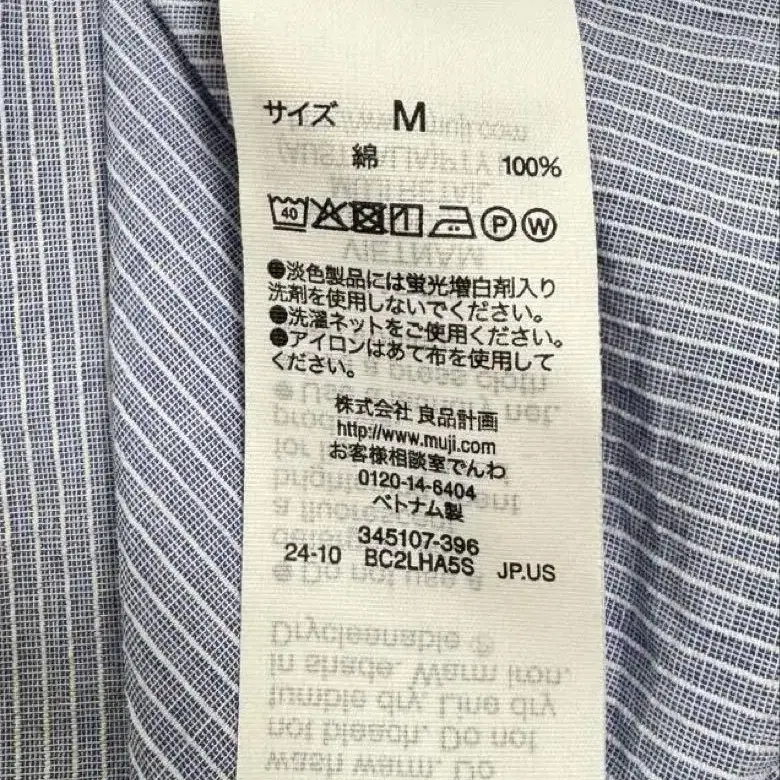 サイズ M
綿 100%
40 P W
●淡色製品には蛍光増白剤入り
洗剤を使用しないでください。
●洗濯ネットをご使用ください。
●アイロンはあて布を使用して
ください。
株式会社 良品計画
http://www.muji.com
お客様相談室でんわ
0120-14-6404
ベトナム製
345107-396
24-10 BC2LHA5S JP.US